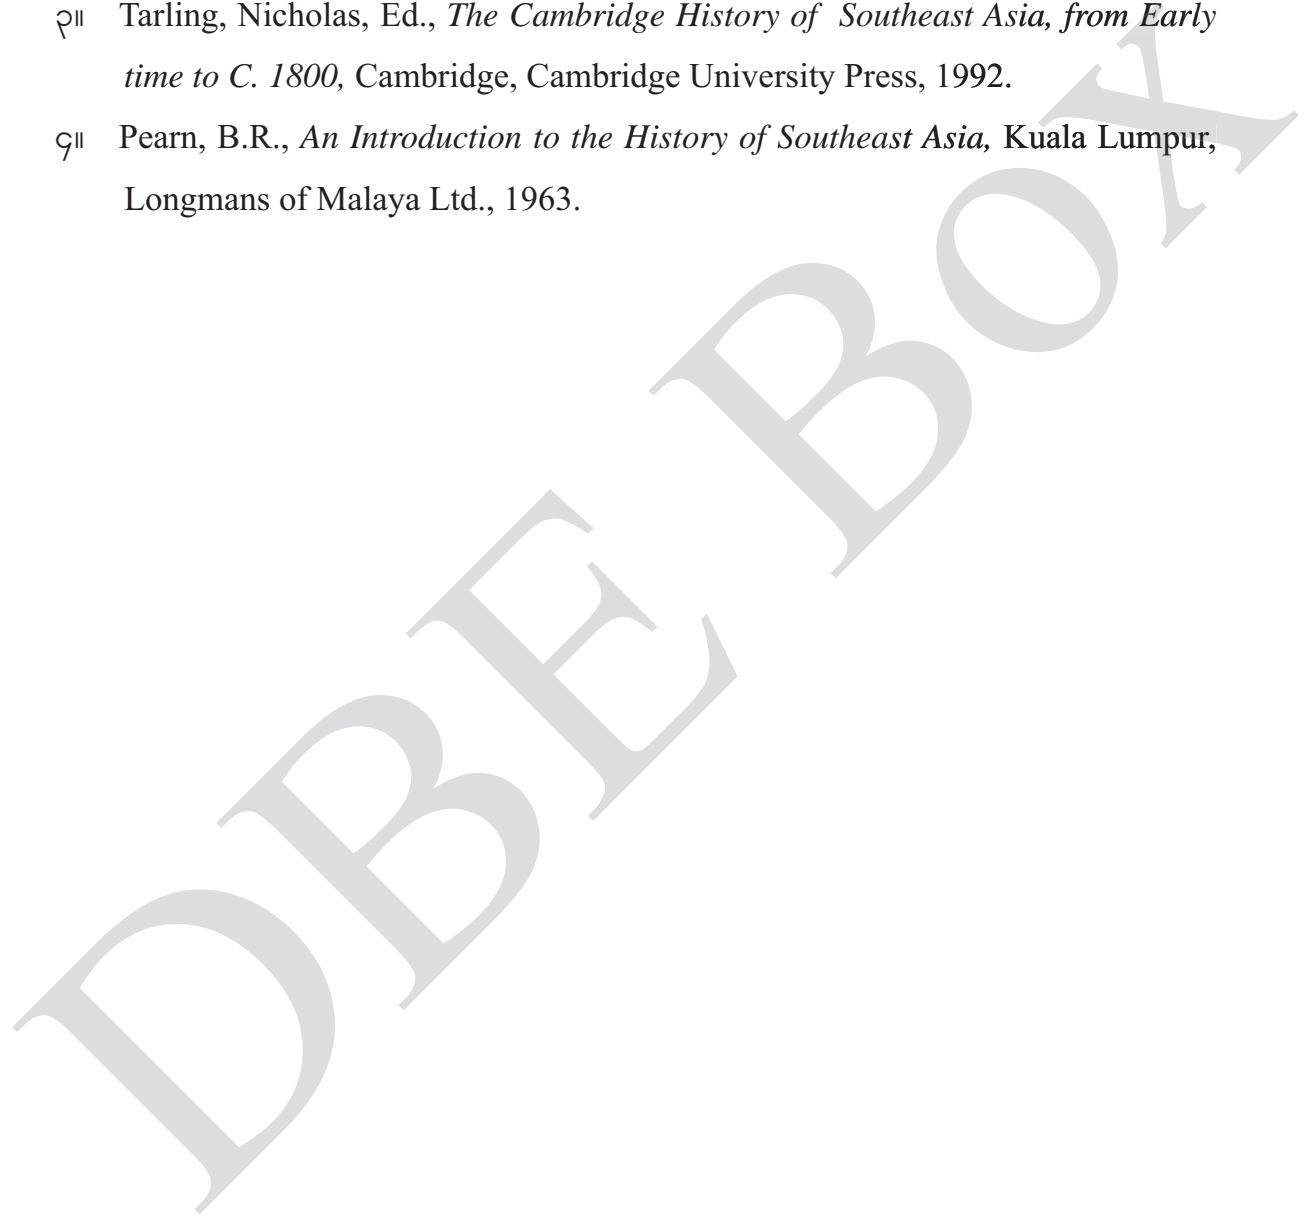 ၃။ Tarling, Nicholas, Ed., The Cambridge History of Southeast Asia, from Early
time to C. 1800, Cambridge, Cambridge University Press, 1992.
၄။ Pearn, B.R., An Introduction to the History of Southeast Asia, Kuala Lumpur,
Longmans of Malaya Ltd., 1963.
DBE Box